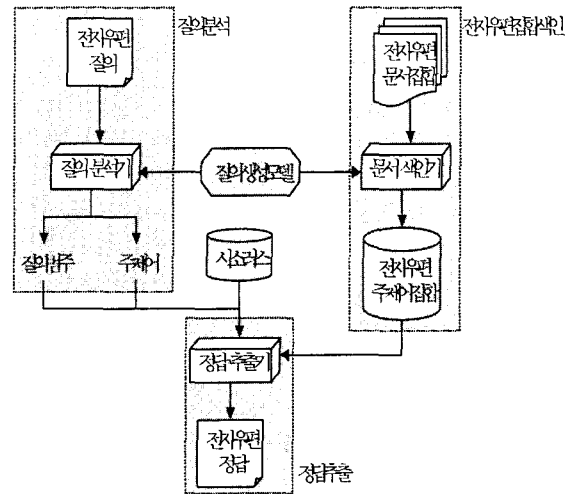 질의분석
전자우편집합색인
전자우편
질의
전자우편
문서집합
질의 분석기
질의생성모델
문서 색인기
질의범주
주제어
시소러스
전자우편
주제어집합
정답 추출기
전자우편
정답
정답추출